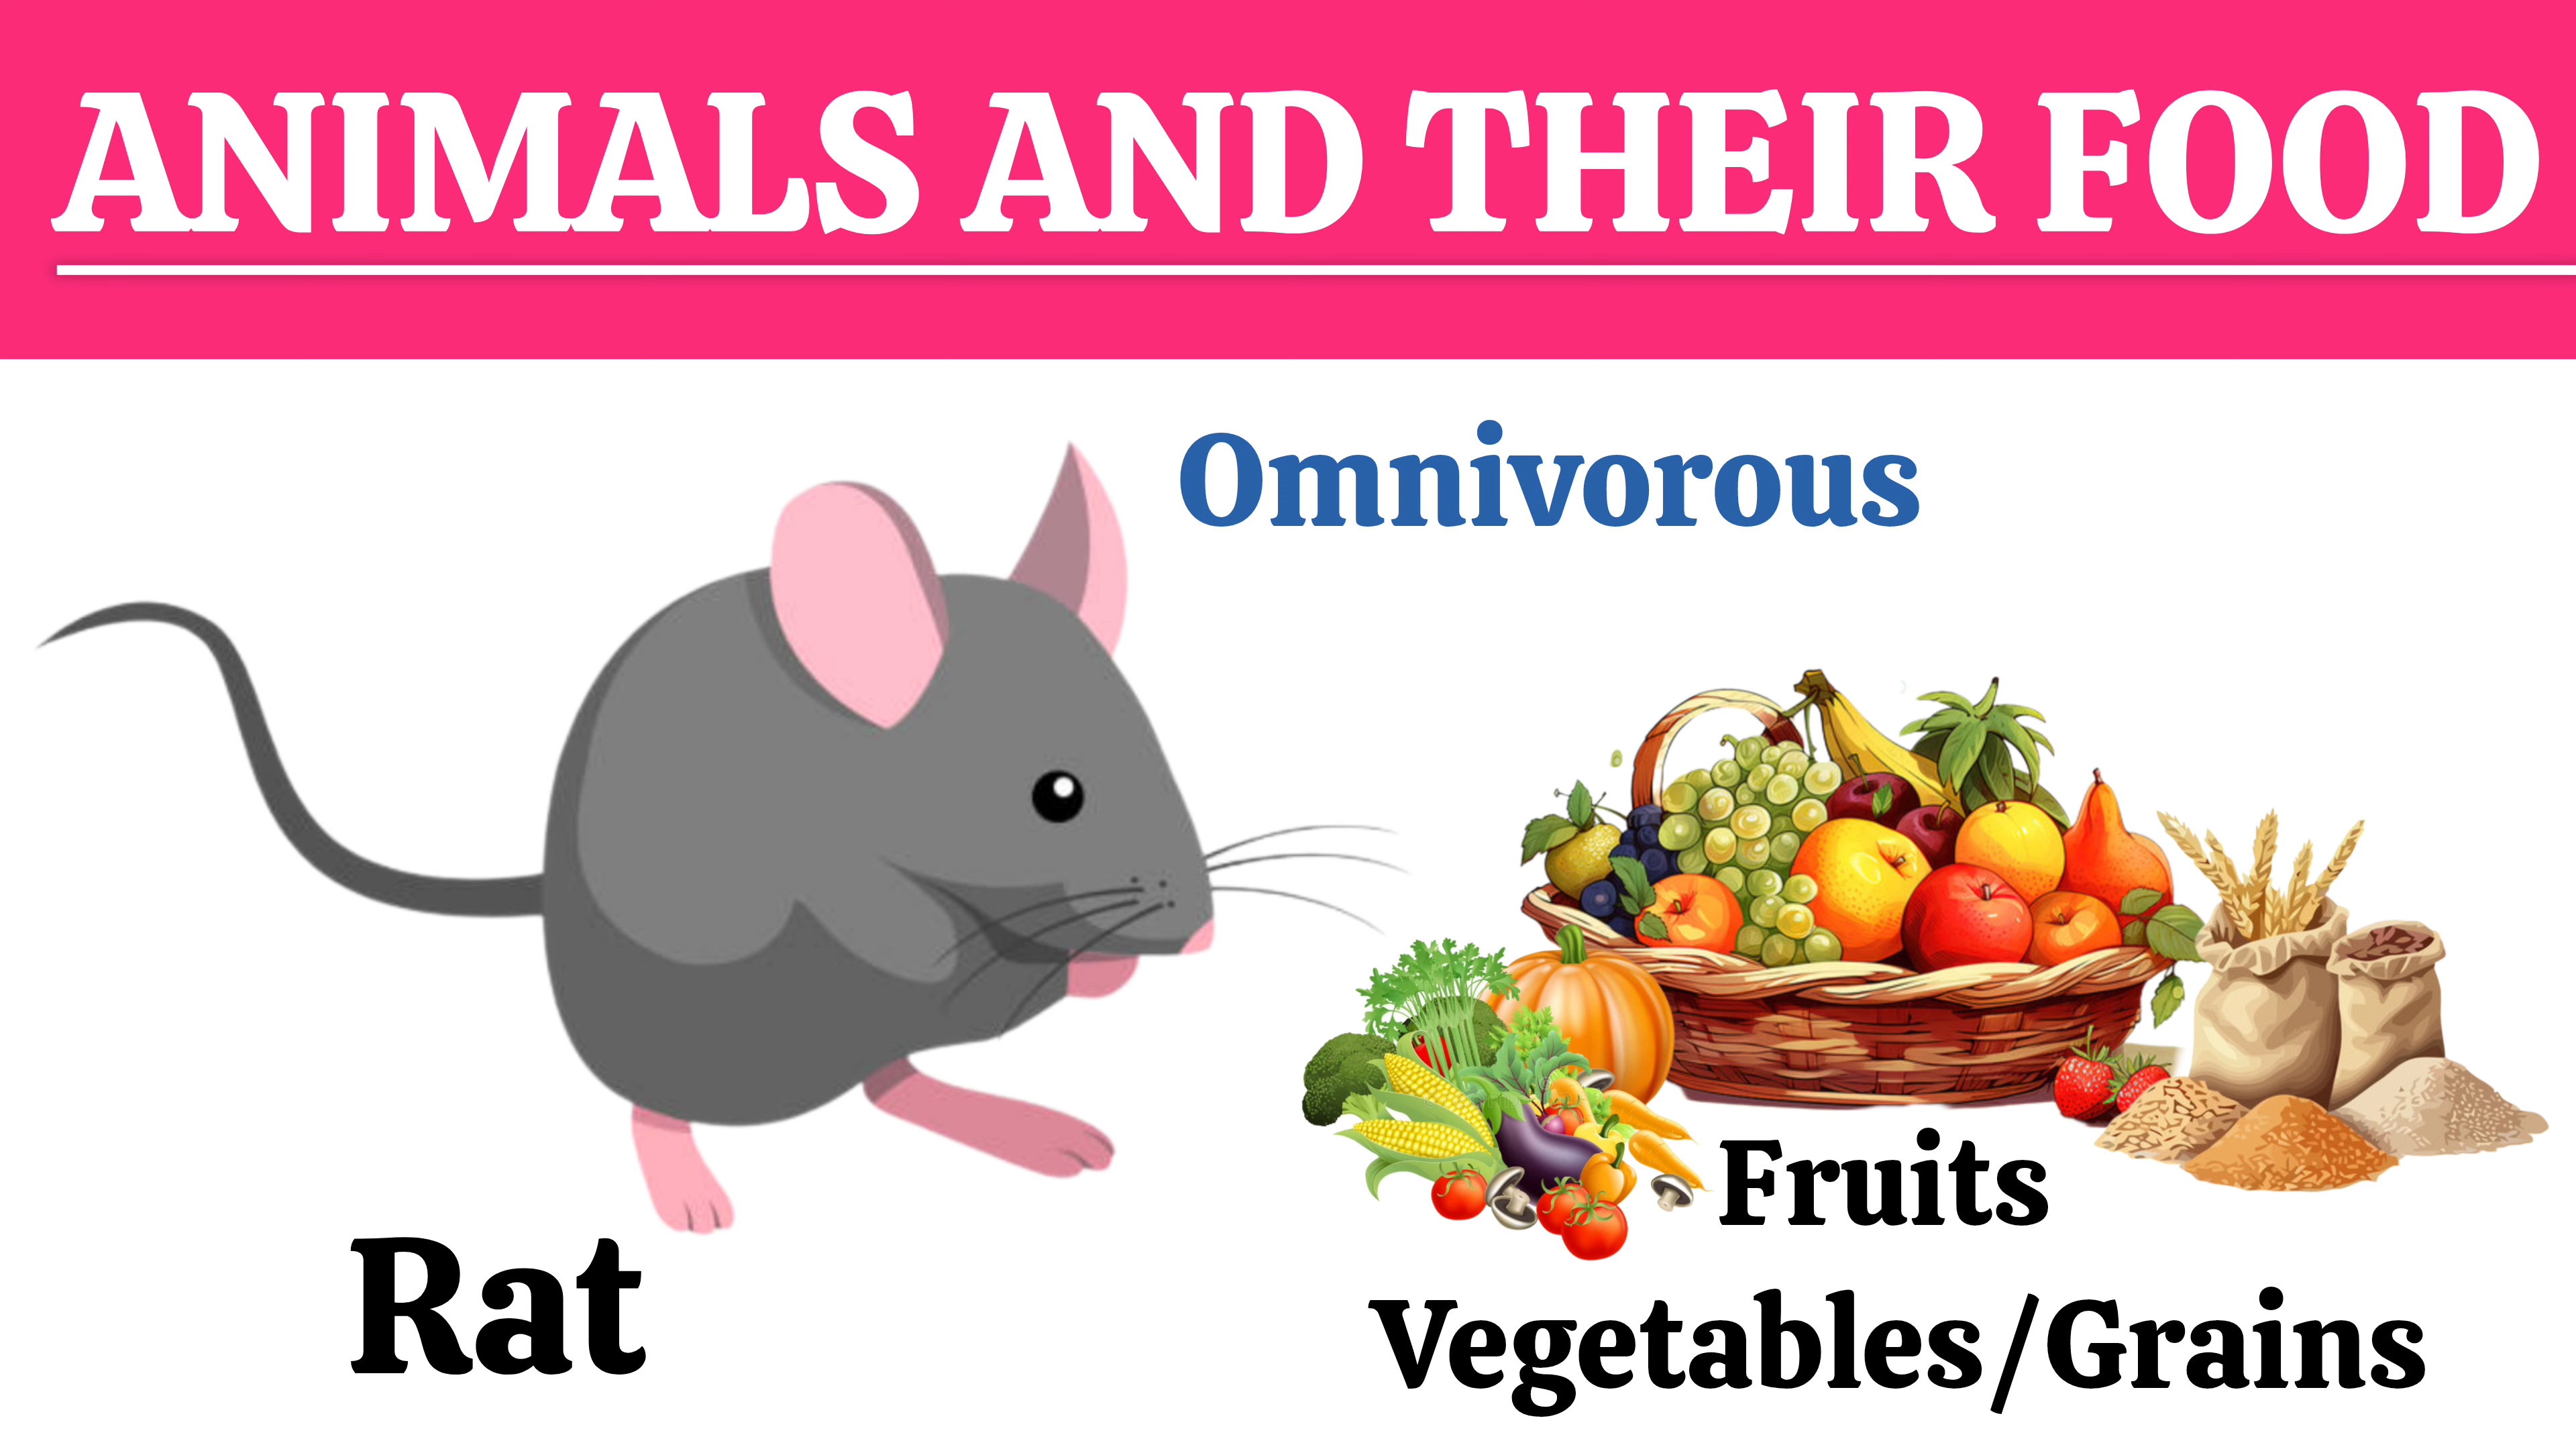 ANIMALS AND THEIR FOOD
Omnivorous
Fruits
Rat
Vegetables/Grains